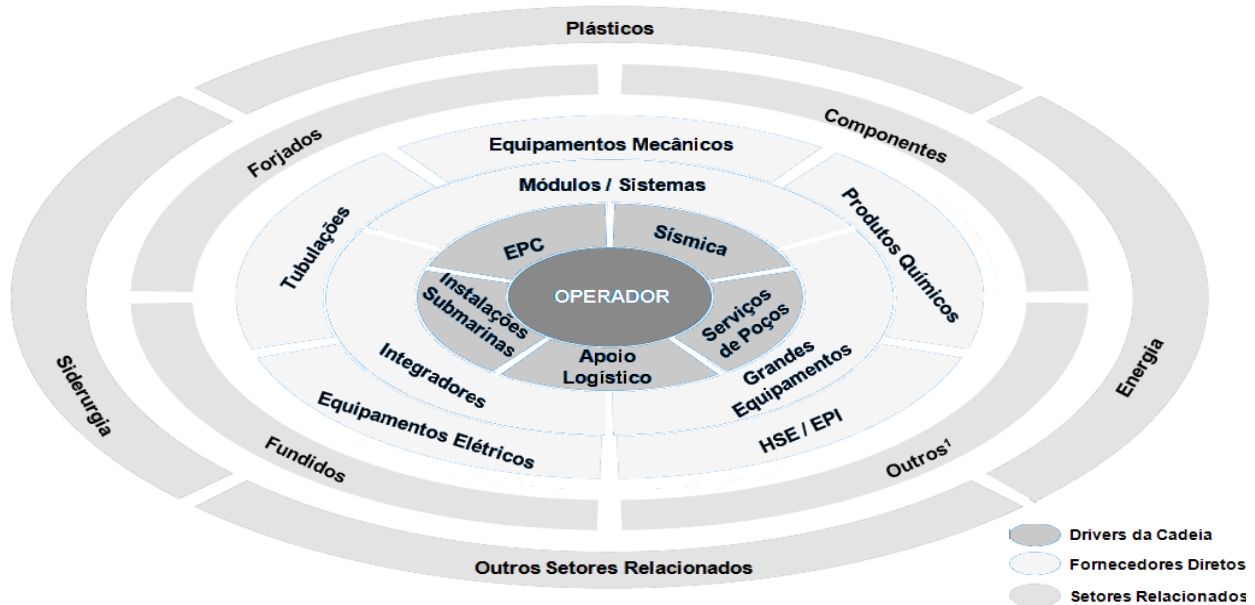 Plásticos
Forjados
Componentes
Equipamentos Mecânicos
Módulos / Sistemas
Tubulações
Produtos Químicos
EPC
Sísmica
OPERADOR
Instalações
Submarinas
Serviços
de Poços
Apoio
Logístico
Integradores
Grandes
Equipamentos
Siderurgia
Energia
Equipamentos Elétricos
HSE / EPI
Fundidos
Outros¹
Outros Setores Relacionados
Drivers da Cadeia
Fornecedores Diretos
Setores Relacionados